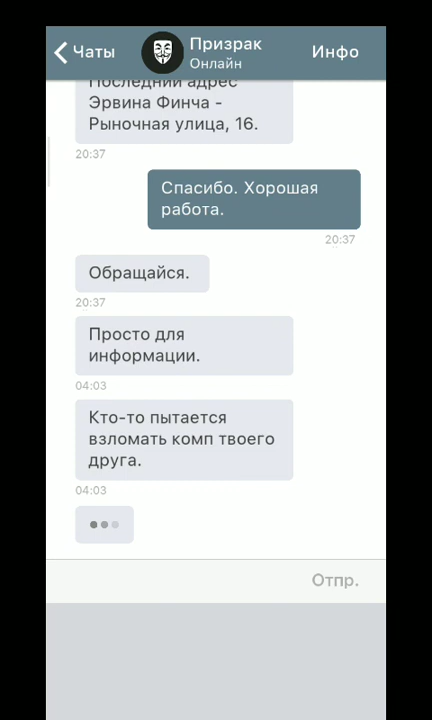 Чаты
Призрак
Онлайн
Инфо
Последний адрес
Эрвина Финча -
Рыночная улица, 16.
20:37
Спасибо. Хорошая
работа.
20:37
Обращайся.
20:37
Просто для
информации.
04:03
Кто-то пытается
взломать комп твоего
друга.
04:03
Отпр.